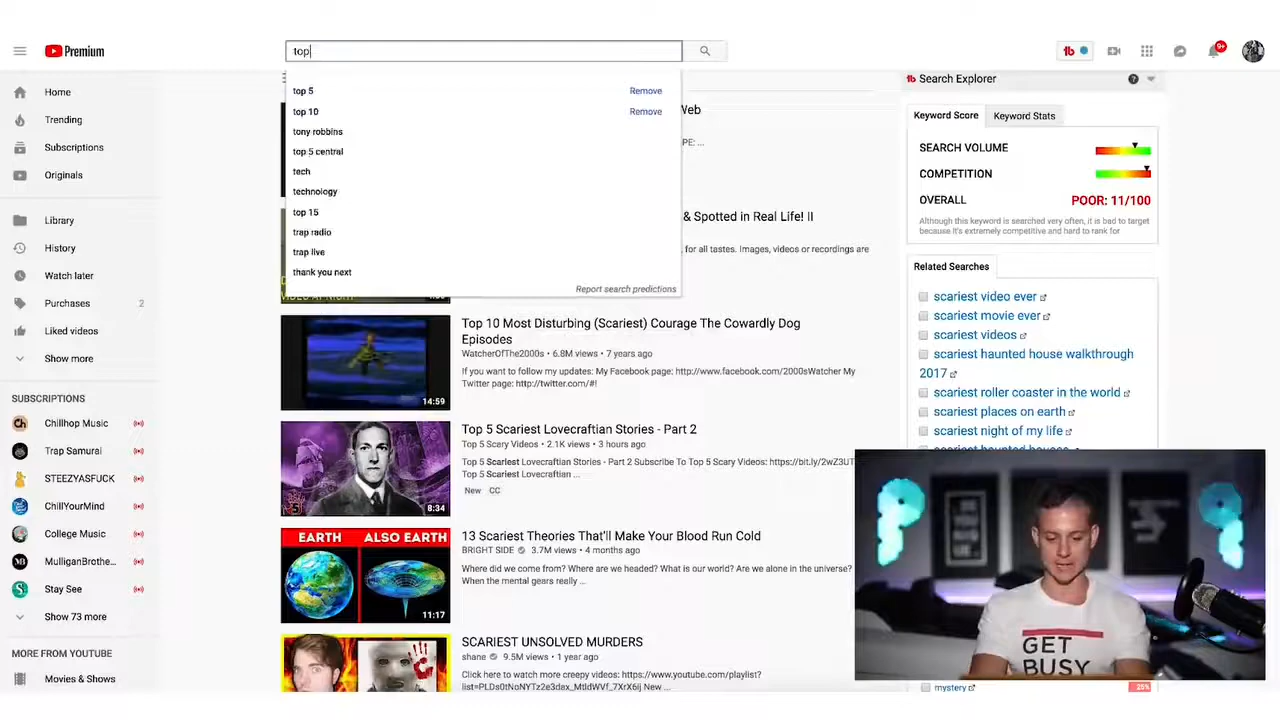 Premium
top
tb
9+
Home
Trending
Subscriptions
Originals
Library
History
Watch later
Purchases 2
Liked videos
Show more
SUBSCRIPTIONS
Chillhop Music
Trap Samurai
STEEZYASFUCK
ChillYourMind
College Music
MulliganBrothe...
Stay See
Show 73 more
MORE FROM YOUTUBE
Movies & Shows
top 5 Remove
top 10 Remove
tony robbins
top 5 central
tech
technology
top 15
trap radio
trap live
thank you next
Report search predictions
Web
PE: ...
& Spotted in Real Life! II
for all tastes. Images, videos or recordings are
Top 10 Most Disturbing (Scariest) Courage The Cowardly Dog
Episodes
WatcherOfThe2000s • 6.8M views • 7 years ago
If you want to follow my updates: My Facebook page: http://www.facebook.com/2000sWatcher My
Twitter page: http://twitter.com/#!
14:59
Top 5 Scariest Lovecraftian Stories - Part 2
Top 5 Scary Videos • 2.1K views • 3 hours ago
Top 5 Scariest Lovecraftian Stories - Part 2 Subscribe To Top 5 Scary Videos: https://bit.ly/2wZ3UT
Top 5 Scariest Lovecraftian ...
New CC
8:34
EARTH ALSO EARTH
11:17
13 Scariest Theories That'll Make Your Blood Run Cold
BRIGHT SIDE • 3.7M views • 4 months ago
Where did we come from? Where are we headed? What is our world? Are we alone in the universe?
When the mental gears really ...
SCARIEST UNSOLVED MURDERS
shane • 9.5M views • 1 year ago
Click here to watch more creepy videos: https://www.youtube.com/playlist?
list=PLDs0tNoNYTz2e3dax_MtIdWVf_7XrX6ij New ...
tb Search Explorer
Keyword Score Keyword Stats
SEARCH VOLUME
COMPETITION
OVERALL POOR: 11/100
Although this keyword is searched very often, it is bad to target
because it's extremely competitive and hard to rank for
Related Searches
scariest video ever
scariest movie ever
scariest videos
scariest haunted house walkthrough
2017
scariest roller coaster in the world
scariest places on earth
scariest night of my life
scariest haunted houses
GET
BUSY
mystery 25%